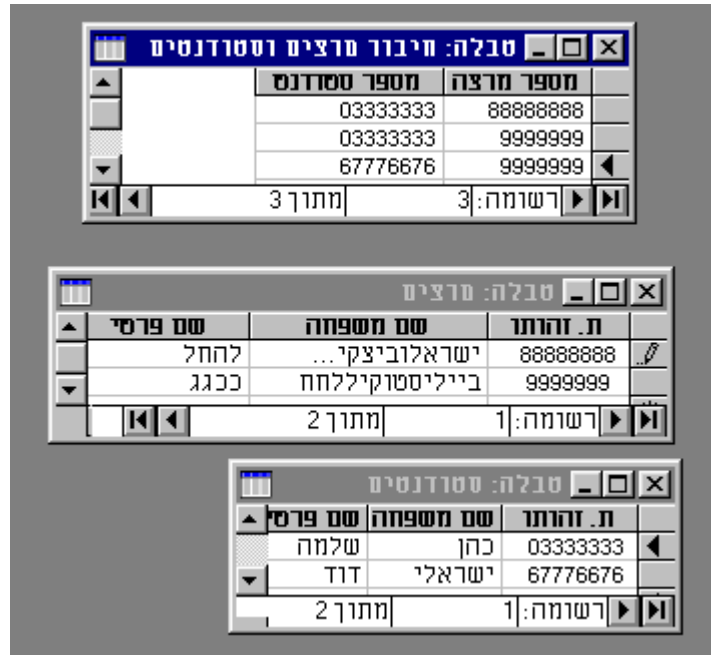 טבלה: חיבור מרצים וסטודנטים
מספר מרצה מספר סטודנט
88888888 03333333
9999999 03333333
9999999 67776676
רשומה: 3 מתוך 3
טבלה: מרצים
ת. זהותו שם משפחה שם פרטי
88888888 ישראלוביצקי... להחל
9999999 בייליסטוקיללחח ככגג
רשומה: 1 מתוך 2
טבלה: סטודנטים
ת. זהותו שם משפחה שם פרטי
03333333 כהן שלמה
67776676 ישראלי דוד
רשומה: 1 מתוך 2